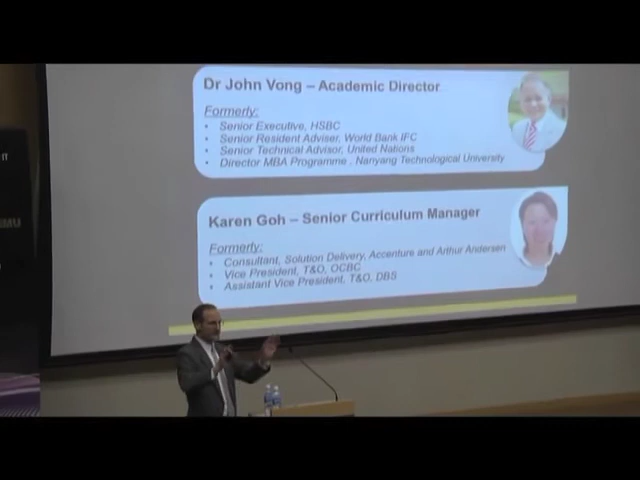 Dr John Vong – Academic Director
Formerly:
• Senior Executive, HSBC
• Senior Resident Adviser, World Bank IFC
• Senior Technical Advisor, United Nations
• Director MBA Programme , Nanyang Technological University
IT
SMU
Karen Goh – Senior Curriculum Manager
Formerly:
• Consultant, Solution Delivery, Accenture and Arthur Andersen
• Vice President, T&O, OCBC
• Assistant Vice President, T&O, DBS